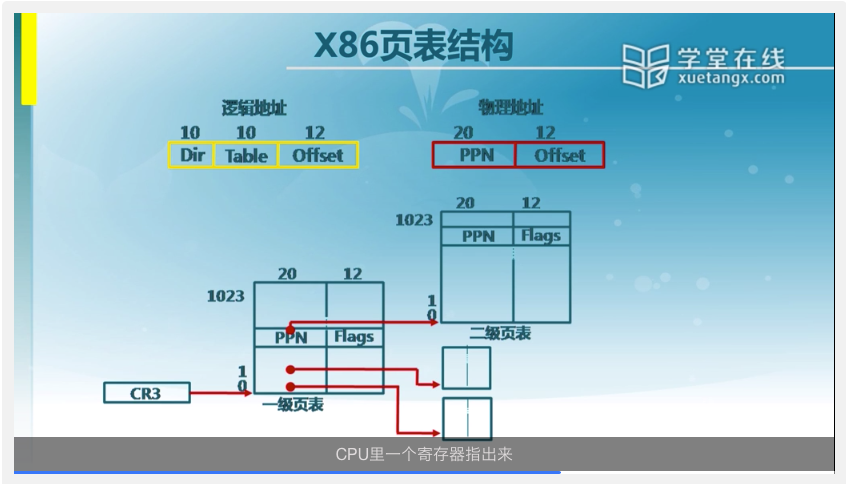 X86页表结构
学堂在线
xuetangx.com
逻辑地址
物理地址
10 10 12
20 12
Dir Table Offset
PPN Offset
20 12
1023
PPN Flags
20 12
1023
1
0
PPN Flags
二级页表
1
0
CR3
一级页表
CPU里一个寄存器指出来